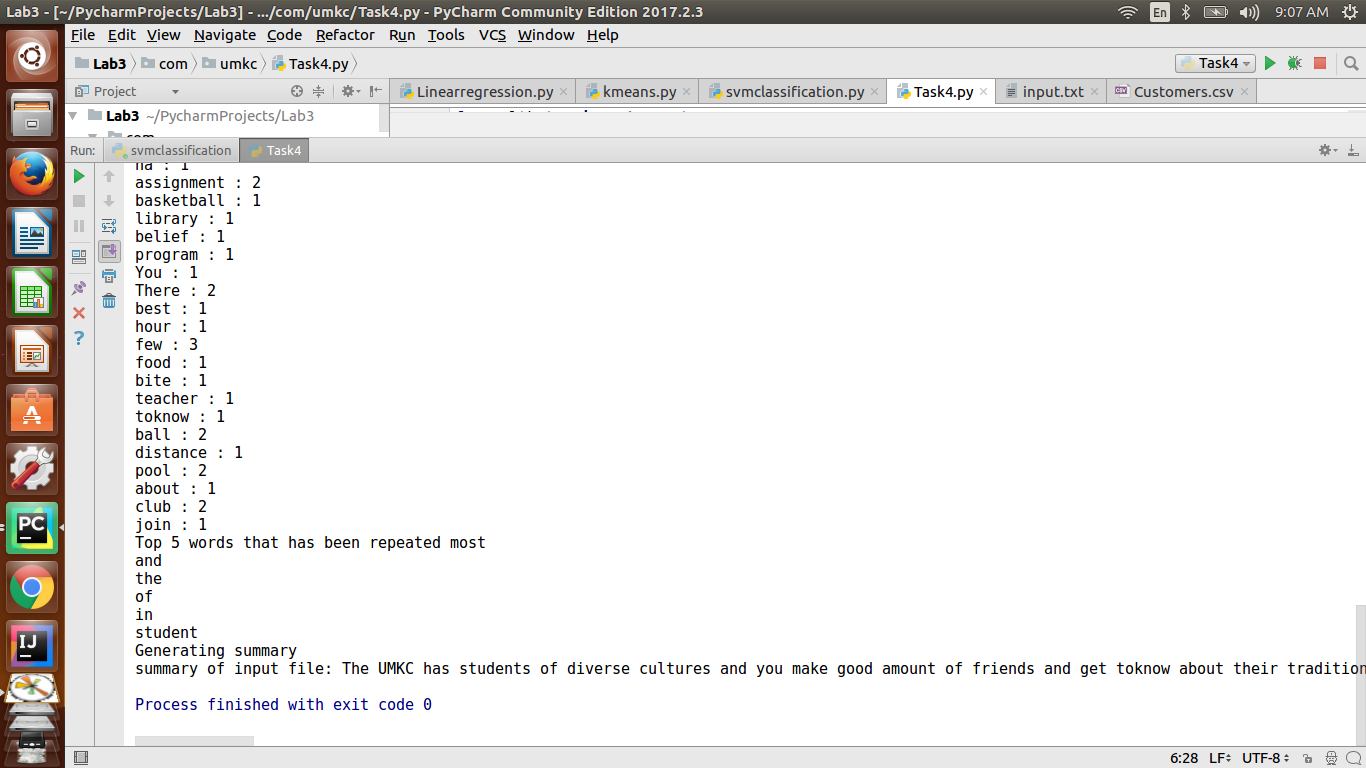 Lab3 - [~/PycharmProjects/Lab3] - .../com/umkc/Task4.py - PyCharm Community Edition 2017.2.3
En
9:07 AM
File Edit View Navigate Code Refactor Run Tools VCS Window Help
Lab3 com umkc Task4.py
Task4
Project
Linearregression.py kmeans.py svmclassification.py Task4.py input.txt Customers.csv
Lab3 ~/PycharmProjects/Lab3
com
Run: svmclassification Task4
na : 1
assignment : 2
basketball : 1
library : 1
belief : 1
program : 1
You : 1
There : 2
best : 1
hour : 1
few : 3
food : 1
bite : 1
teacher : 1
toknow : 1
ball : 2
distance : 1
pool : 2
about : 1
club : 2
join : 1
Top 5 words that has been repeated most
and
the
of
in
student
Generating summary
summary of input file: The UMKC has students of diverse cultures and you make good amount of friends and get toknow about their tradition
Process finished with exit code 0
PC
IJ
6:28 LF UTF-8